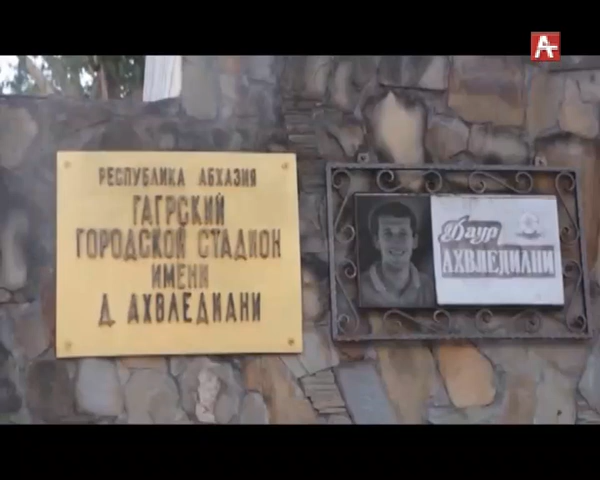 РЕСПУБЛИКА АБХАЗИЯ
ГАГРСКИЙ
ГОРОДСКОЙ СТАДИОН
ИМЕНИ
Д АХВЛЕДИАНИ
Даур
АХВЛЕДИАНИ